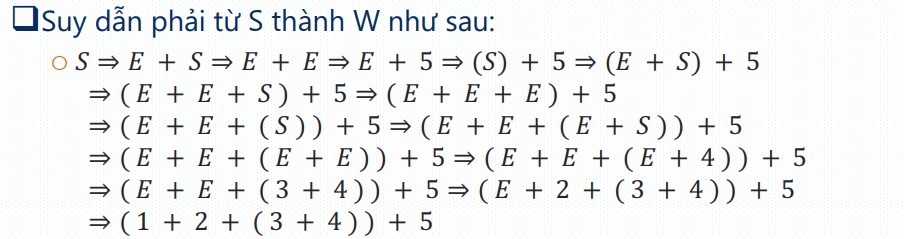 ❑Suy dẫn phải từ S thành W như sau:
○ S ⇒ E + S ⇒ E + E ⇒ E + 5 ⇒ (S) + 5 ⇒ (E + S) + 5
⇒ ( E + E + S ) + 5 ⇒ ( E + E + E ) + 5
⇒ ( E + E + ( S ) ) + 5 ⇒ ( E + E + ( E + S ) ) + 5
⇒ ( E + E + ( E + E ) ) + 5 ⇒ ( E + E + ( E + 4 ) ) + 5
⇒ ( E + E + ( 3 + 4 ) ) + 5 ⇒ ( E + 2 + ( 3 + 4 ) ) + 5
⇒ ( 1 + 2 + ( 3 + 4 ) ) + 5